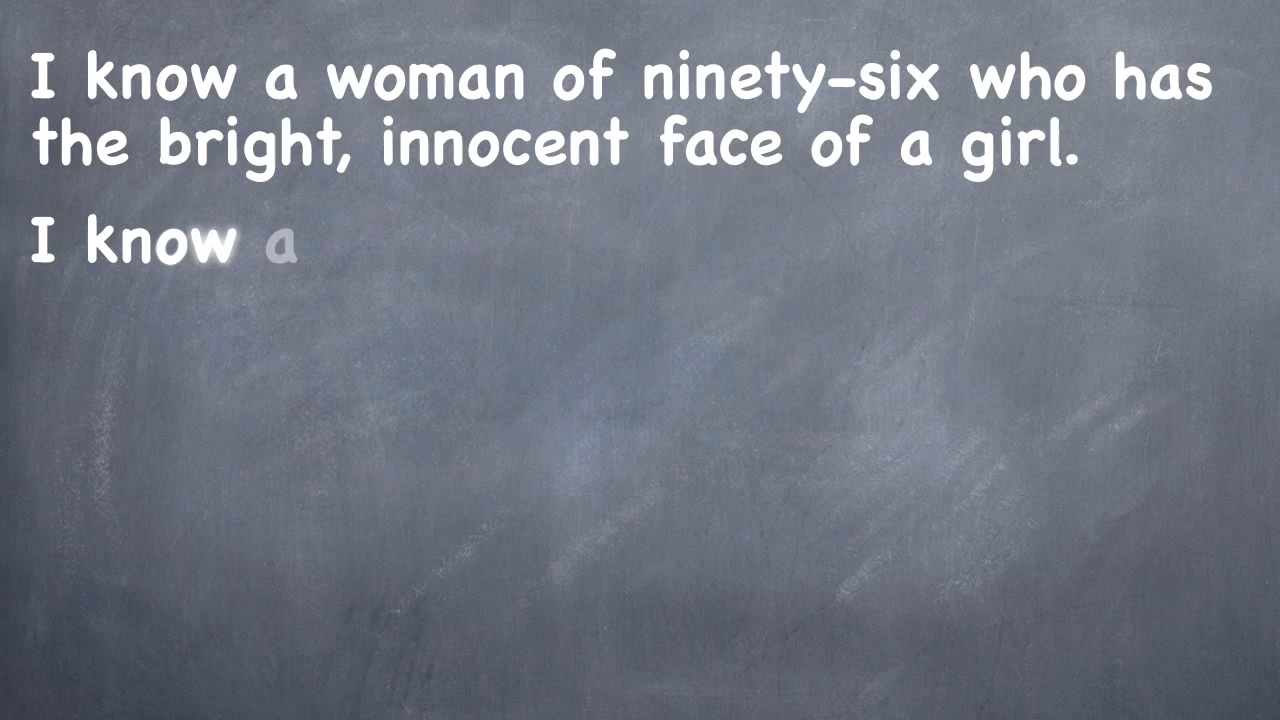 I know a woman of ninety-six who has
the bright, innocent face of a girl.
I know a